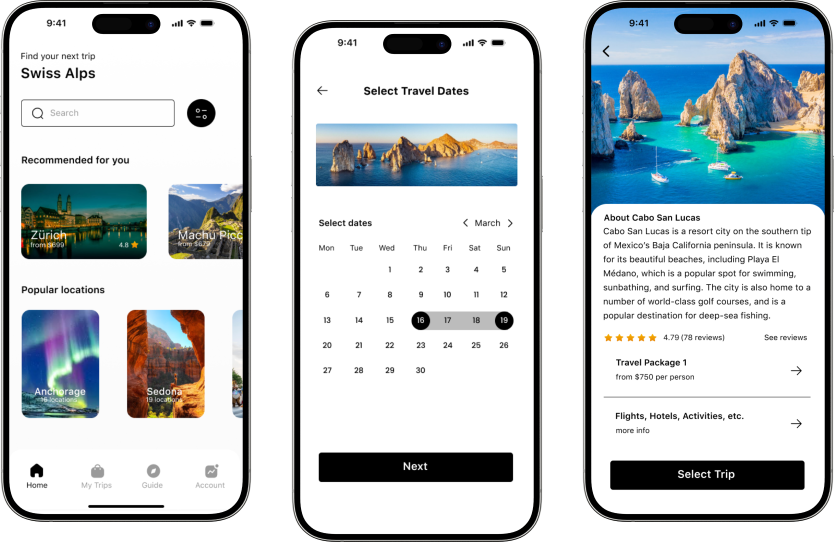 9:41
Find your next trip
Swiss Alps
Search
Recommended for you
Zürich
from $699
4.8
Machu Picc
from $679
Popular locations
Anchorage
16 locations
Sedona
19 locations
Home
My Trips
Guide
Account
9:41
Select Travel Dates
Select dates
March
Mon Tue Wed Thu Fri Sat Sun
1 2 3 4 5
6 7 8 9 10 11 12
13 14 15 16 17 18 19
20 21 22 23 24 25 26
27 28 29 30
Next
9:41
About Cabo San Lucas
Cabo San Lucas is a resort city on the southern tip
of Mexico's Baja California peninsula. It is known
for its beautiful beaches, including Playa El
Médano, which is a popular spot for swimming,
sunbathing, and surfing. The city is also home to a
number of world-class golf courses, and is a
popular destination for deep-sea fishing.
4.79 (78 reviews)
See reviews
Travel Package 1
from $750 per person
Flights, Hotels, Activities, etc.
more info
Select Trip